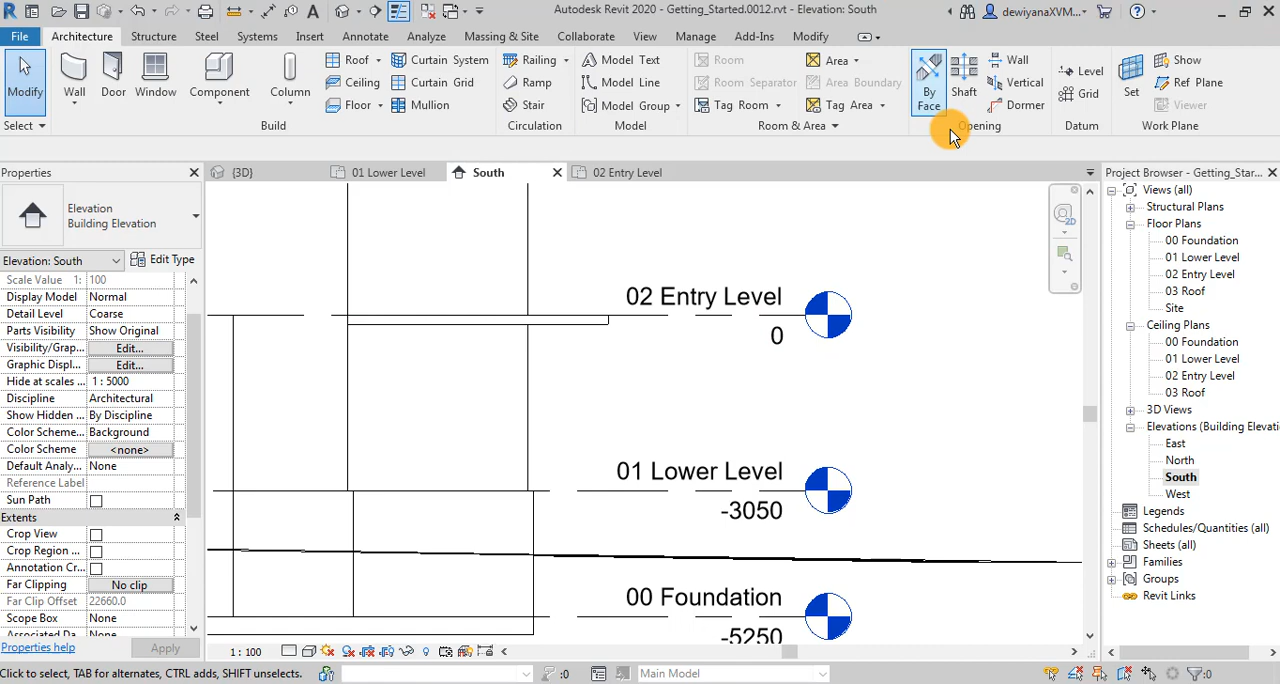 Autodesk Revit 2020 - Getting_Started.0012.rvt - Elevation: South
dewiyanaXVM...
File Architecture Structure Steel Systems Insert Annotate Analyze Massing & Site Collaborate View Manage Add-Ins Modify
Modify Wall Door Window Component Column
Roof Curtain System
Ceiling Curtain Grid
Floor Mullion
Railing
Ramp
Stair
Model Text
Model Line
Model Group
Room Area
Room Separator Area Boundary
Tag Room Tag Area
By Face Shaft
Wall
Vertical
Dormer
Level
Grid
Set
Show
Ref Plane
Viewer
Select Build Circulation Model Room & Area Opening Datum Work Plane
Properties
{3D} 01 Lower Level South 02 Entry Level
Project Browser - Getting_Star...
Elevation
Building Elevation
Elevation: South Edit Type
Scale Value 1: 100
Display Model Normal
Detail Level Coarse
Parts Visibility Show Original
Visibility/Grap... Edit...
Graphic Displ... Edit...
Hide at scales ... 1 : 5000
Discipline Architectural
Show Hidden ... By Discipline
Color Scheme... Background
Color Scheme <none>
Default Analy... None
Reference Label
Sun Path
Extents
Crop View
Crop Region ...
Annotation Cr...
Far Clipping No clip
Far Clip Offset 22660.0
Scope Box None
Associated Da... None
Properties help Apply
2D
02 Entry Level
0
01 Lower Level
-3050
00 Foundation
-5250
Views (all)
Structural Plans
Floor Plans
00 Foundation
01 Lower Level
02 Entry Level
03 Roof
Site
Ceiling Plans
00 Foundation
01 Lower Level
02 Entry Level
03 Roof
3D Views
Elevations (Building Elevati
East
North
South
West
Legends
Schedules/Quantities (all)
Sheets (all)
Families
Groups
Revit Links
1 : 100
Click to select, TAB for alternates, CTRL adds, SHIFT unselects.
:0
Main Model
:0